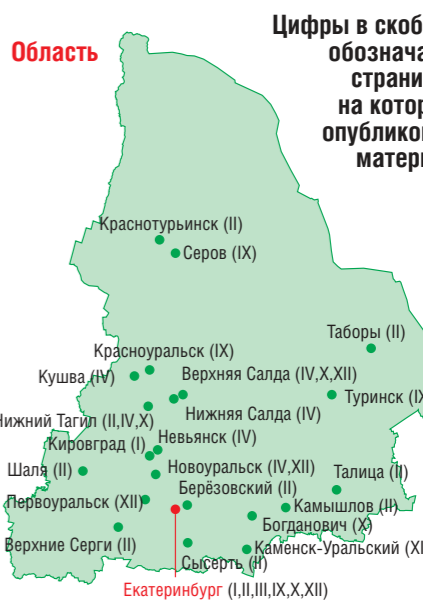 Цифры в скоб
обознача
Область
страни
на котор
опубликов
матери
Краснотурьинск (II)
Серов (IX)
Таборы (II)
Красноуральск (IX)
Кушва (IV)
Верхняя Салда (IV,X,XII)
Туринск (IX
Нижняя Салда (IV)
Нижний Тагил (II,IV,X)
Невьянск (IV)
Кировград (I)
Шаля (II)
Новоуральск (IV,XII)
Талица (II)
Берёзовский (II)
Первоуральск (XII)
Камышлов (II)
Богданович (X)
Верхние Серги (II)
Каменск-Уральский (XI
Сысерть (II)
Екатеринбург (I,II,III,IX,X,XII)